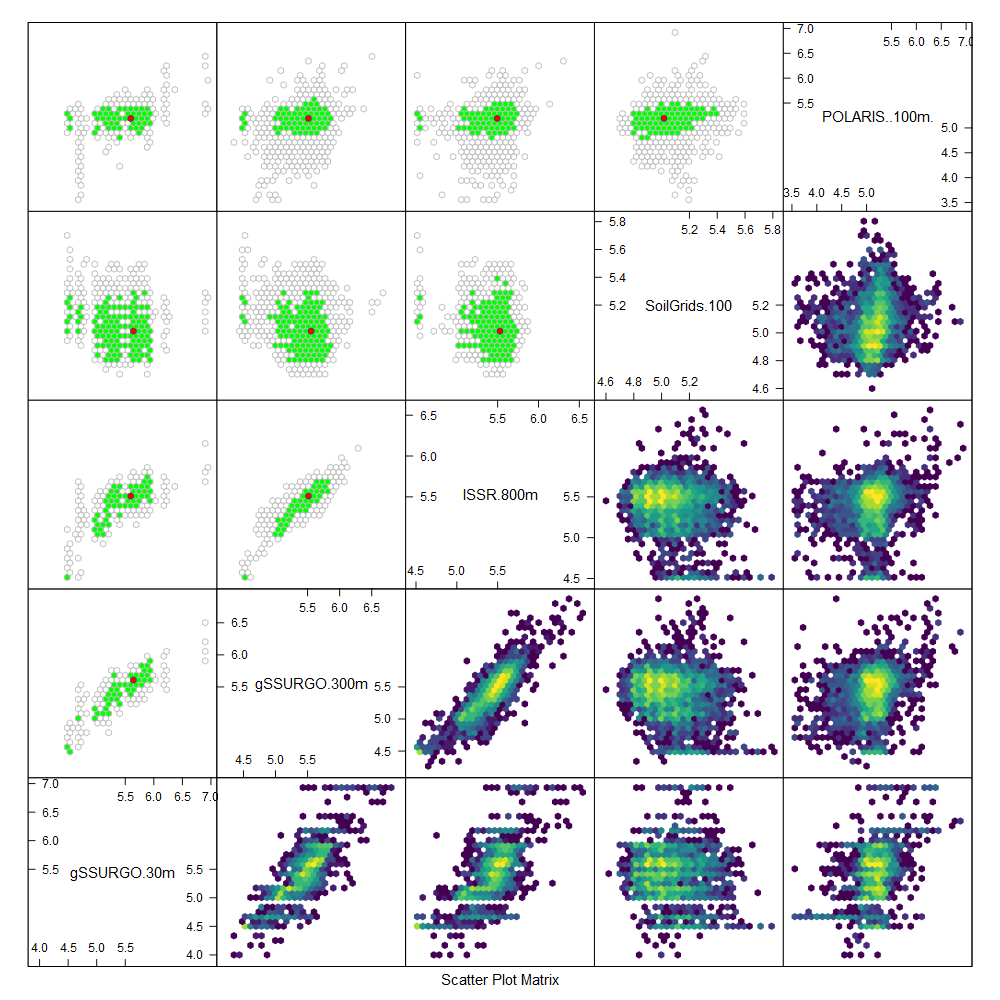 7.0 5.5 6.0 6.5 7.0
6.5
6.0
5.5
POLARIS..100m.
5.0
4.5
4.0
3.5 4.0 4.5 5.0 3.5
5.8 5.2 5.4 5.6 5.8
5.6
5.4
5.2 SoilGrids.100 5.2
5.0
4.8
4.6 4.8 5.0 5.2 4.6
6.5 5.5 6.0 6.5
6.0
5.5 ISSR.800m 5.5
5.0
4.5 5.0 5.5 4.5
5.5 6.0 6.5
6.5
6.0
5.5 gSSURGO.300m 5.5
5.0
4.5
4.5 5.0 5.5
7.0 5.5 6.0 6.5 7.0
6.5
6.0
5.5 gSSURGO.30m 5.5
5.0
4.5
4.0 4.5 5.0 5.5 4.0
Scatter Plot Matrix